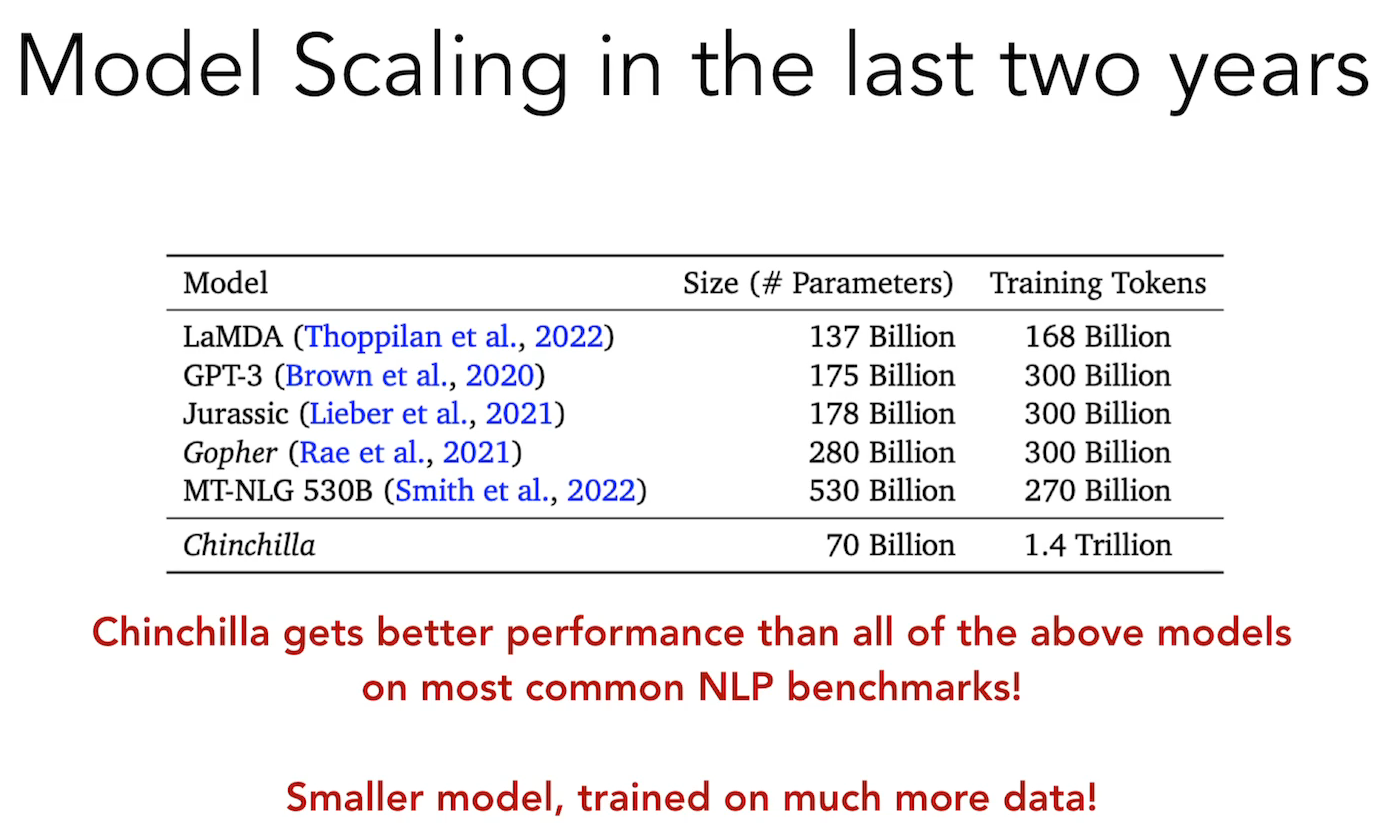 Model Scaling in the last two years
Model Size (# Parameters) Training Tokens
LaMDA (Thoppilan et al., 2022) 137 Billion 168 Billion
GPT-3 (Brown et al., 2020) 175 Billion 300 Billion
Jurassic (Lieber et al., 2021) 178 Billion 300 Billion
Gopher (Rae et al., 2021) 280 Billion 300 Billion
MT-NLG 530B (Smith et al., 2022) 530 Billion 270 Billion
Chinchilla 70 Billion 1.4 Trillion
Chinchilla gets better performance than all of the above models
on most common NLP benchmarks!
Smaller model, trained on much more data!